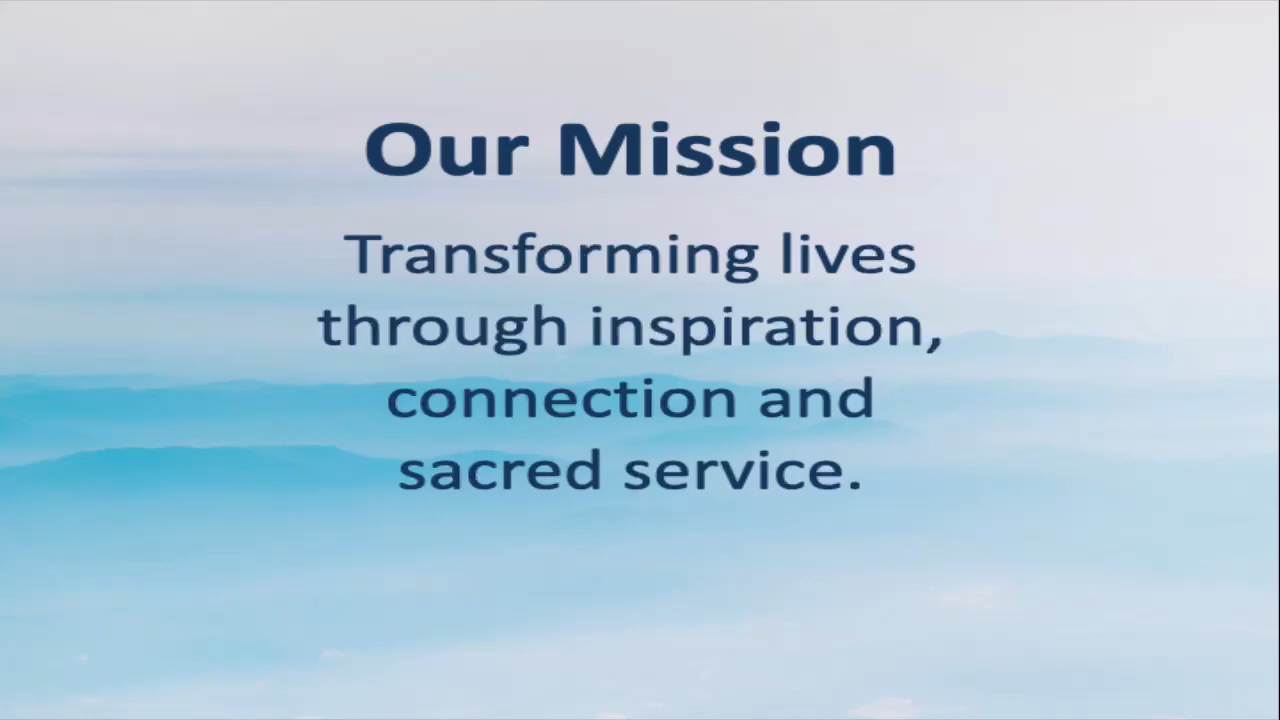 Our Mission
Transforming lives
through inspiration,
connection and
sacred service.